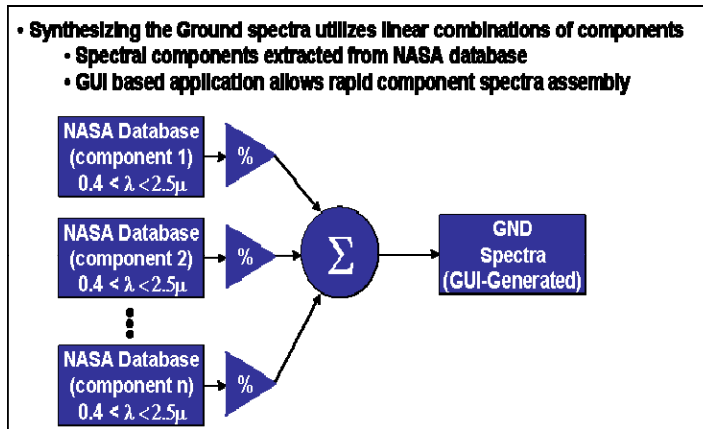 • Synthesizing the Ground spectra utilizes linear combinations of components
• Spectral components extracted from NASA database
• GUI based application allows rapid component spectra assembly
NASA Database
(component 1)
0.4 < λ < 2.5μ
%
NASA Database
(component 2)
0.4 < λ < 2.5μ
%
Σ
GND
Spectra
(GUI-Generated)
NASA Database
(component n)
0.4 < λ < 2.5μ
%